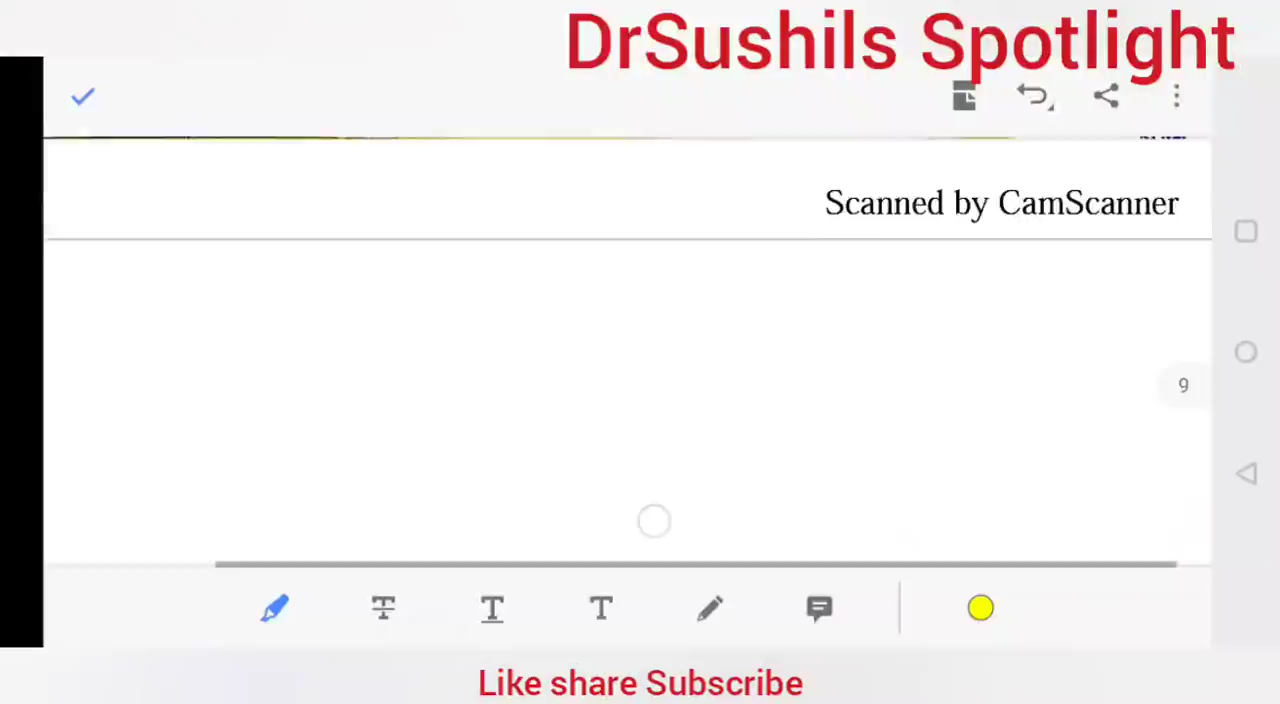 DrSushils Spotlight
Scanned by CamScanner
9
T T T
Like share Subscribe